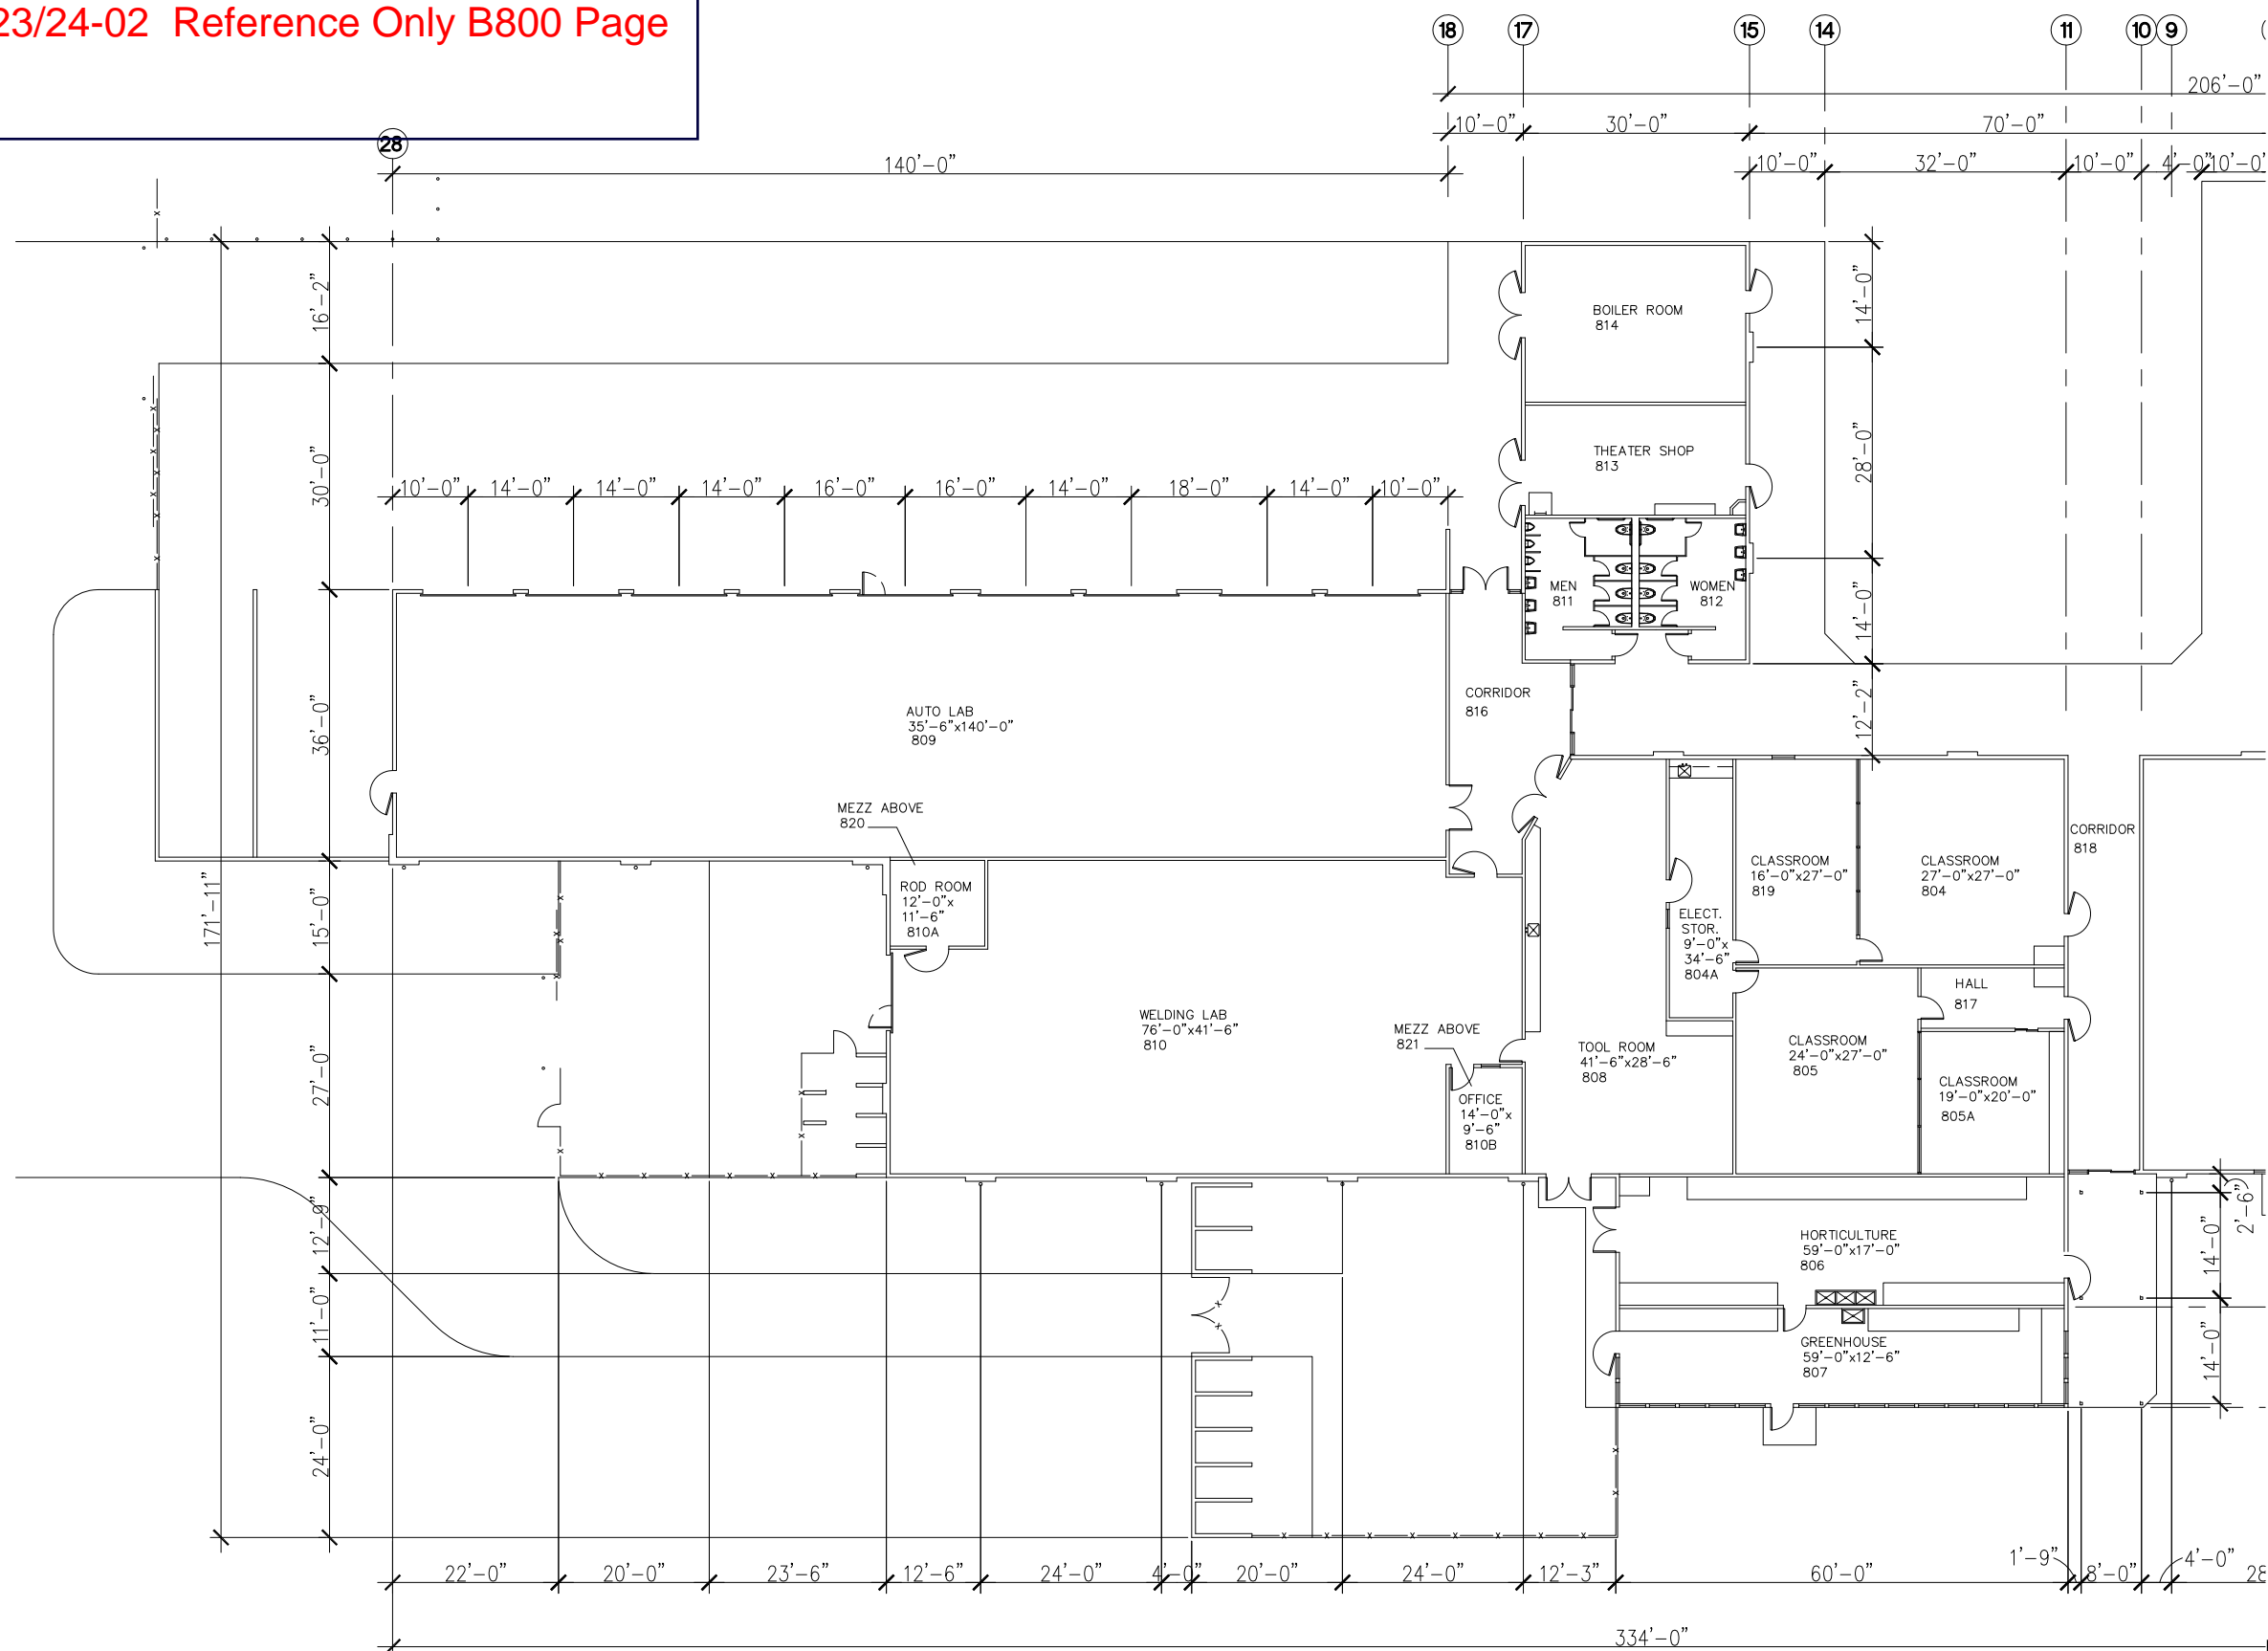 23/24-02 Reference Only B800 Page
18
17
15
14
11
10
9
206'-0"
10'-0"
30'-0"
70'-0"
28
140'-0"
10'-0"
32'-0"
10'-0"
4'-0"
10'-0"
16'-2"
14'-0"
BOILER ROOM
814
30'-0"
28'-0"
THEATER SHOP
813
10'-0"
14'-0"
14'-0"
14'-0"
16'-0"
16'-0"
14'-0"
18'-0"
14'-0"
10'-0"
MEN
811
WOMEN
812
14'-0"
36'-0"
AUTO LAB
35'-6"x140'-0"
809
CORRIDOR
816
12'-2"
MEZZ ABOVE
820
CORRIDOR
818
171'-11"
15'-0"
ROD ROOM
12'-0"x
11'-6"
810A
CLASSROOM
16'-0"x27'-0"
819
CLASSROOM
27'-0"x27'-0"
804
ELECT.
STOR.
9'-0"x
34'-6"
804A
HALL
817
27'-0"
WELDING LAB
76'-0"x41'-6"
810
MEZZ ABOVE
821
TOOL ROOM
41'-6"x28'-6"
808
CLASSROOM
24'-0"x27'-0"
805
CLASSROOM
19'-0"x20'-0"
805A
OFFICE
14'-0"x
9'-6"
810B
12'-9"
2'-6"
14'-0"
HORTICULTURE
59'-0"x17'-0"
806
11'-0"
GREENHOUSE
59'-0"x12'-6"
807
14'-0"
24'-0"
22'-0"
20'-0"
23'-6"
12'-6"
24'-0"
4'-0"
20'-0"
24'-0"
12'-3"
60'-0"
1'-9"
8'-0"
4'-0"
28
334'-0"